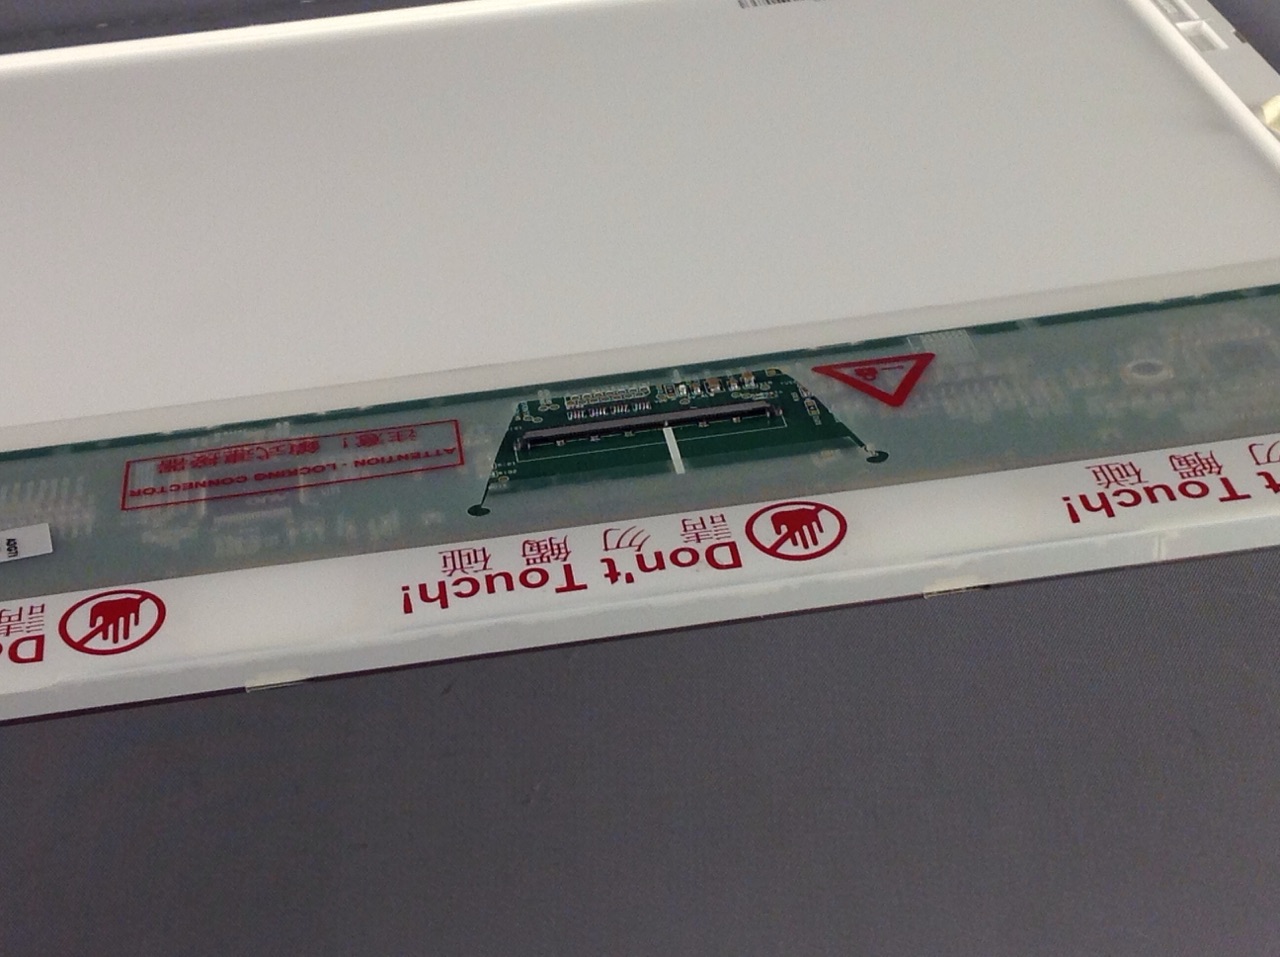 注意！鎖式連接器
ATTENTION - LOCKING CONNECTOR
請 勿 觸 碰
Don't Touch!
請
Do
觸 碰
't Touch!